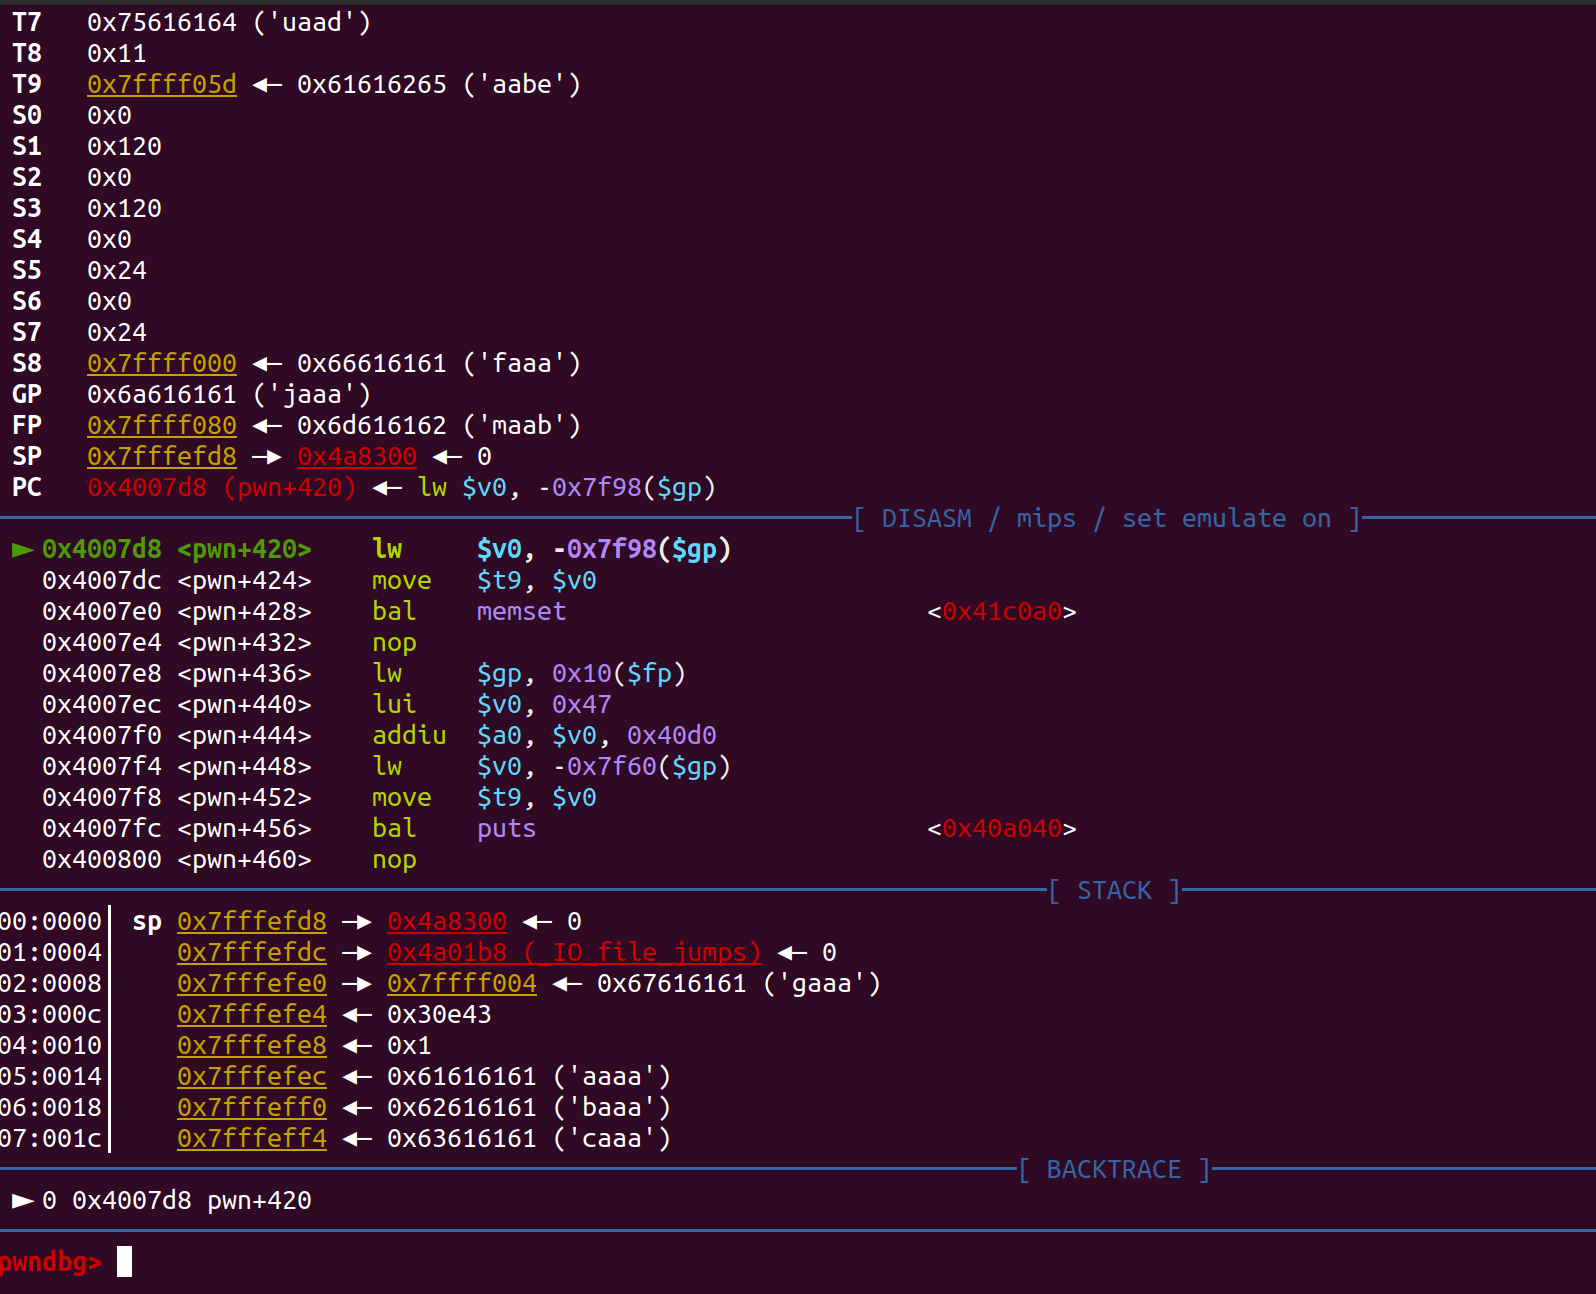 T7 0x75616164 ('uaad')
T8 0x11
T9 0x7ffff05d ◂— 0x61616265 ('aabe')
S0 0x0
S1 0x120
S2 0x0
S3 0x120
S4 0x0
S5 0x24
S6 0x0
S7 0x24
S8 0x7ffff000 ◂— 0x66616161 ('faaa')
GP 0x6a616161 ('jaaa')
FP 0x7ffff080 ◂— 0x6d616162 ('maab')
SP 0x7fffefd8 —▸ 0x4a8300 ◂— 0
PC 0x4007d8 (pwn+420) ◂— lw $v0, -0x7f98($gp)
[ DISASM / mips / set emulate on ]
► 0x4007d8 <pwn+420> lw $v0, -0x7f98($gp)
0x4007dc <pwn+424> move $t9, $v0
0x4007e0 <pwn+428> bal memset <0x41c0a0>
0x4007e4 <pwn+432> nop
0x4007e8 <pwn+436> lw $gp, 0x10($fp)
0x4007ec <pwn+440> lui $v0, 0x47
0x4007f0 <pwn+444> addiu $a0, $v0, 0x40d0
0x4007f4 <pwn+448> lw $v0, -0x7f60($gp)
0x4007f8 <pwn+452> move $t9, $v0
0x4007fc <pwn+456> bal puts <0x40a040>
0x400800 <pwn+460> nop
[ STACK ]
00:0000│ sp 0x7fffefd8 —▸ 0x4a8300 ◂— 0
01:0004│ 0x7fffefdc —▸ 0x4a01b8 (_IO_file_jumps) ◂— 0
02:0008│ 0x7fffefe0 —▸ 0x7ffff004 ◂— 0x67616161 ('gaaa')
03:000c│ 0x7fffefe4 ◂— 0x30e43
04:0010│ 0x7fffefe8 ◂— 0x1
05:0014│ 0x7fffefec ◂— 0x61616161 ('aaaa')
06:0018│ 0x7fffeff0 ◂— 0x62616161 ('baaa')
07:001c│ 0x7fffeff4 ◂— 0x63616161 ('caaa')
[ BACKTRACE ]
► 0 0x4007d8 pwn+420
pwndbg>